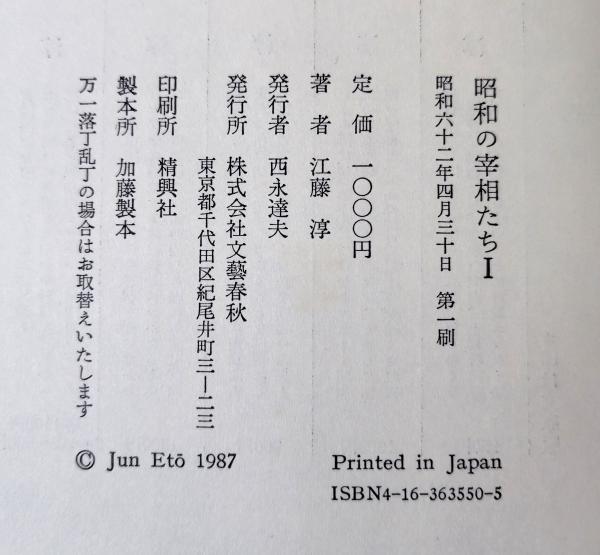 昭和の宰相たちⅠ
昭和六十二年四月三十日 第一刷
定価 一〇〇〇円
著者 江藤淳
発行者 西永達夫
発行所 株式会社文藝春秋
東京都千代田区紀尾井町三―二三
印刷所 精興社
製本所 加藤製本
万一落丁乱丁の場合はお取替えいたします
© Jun Etō 1987
Printed in Japan
ISBN4-16-363550-5